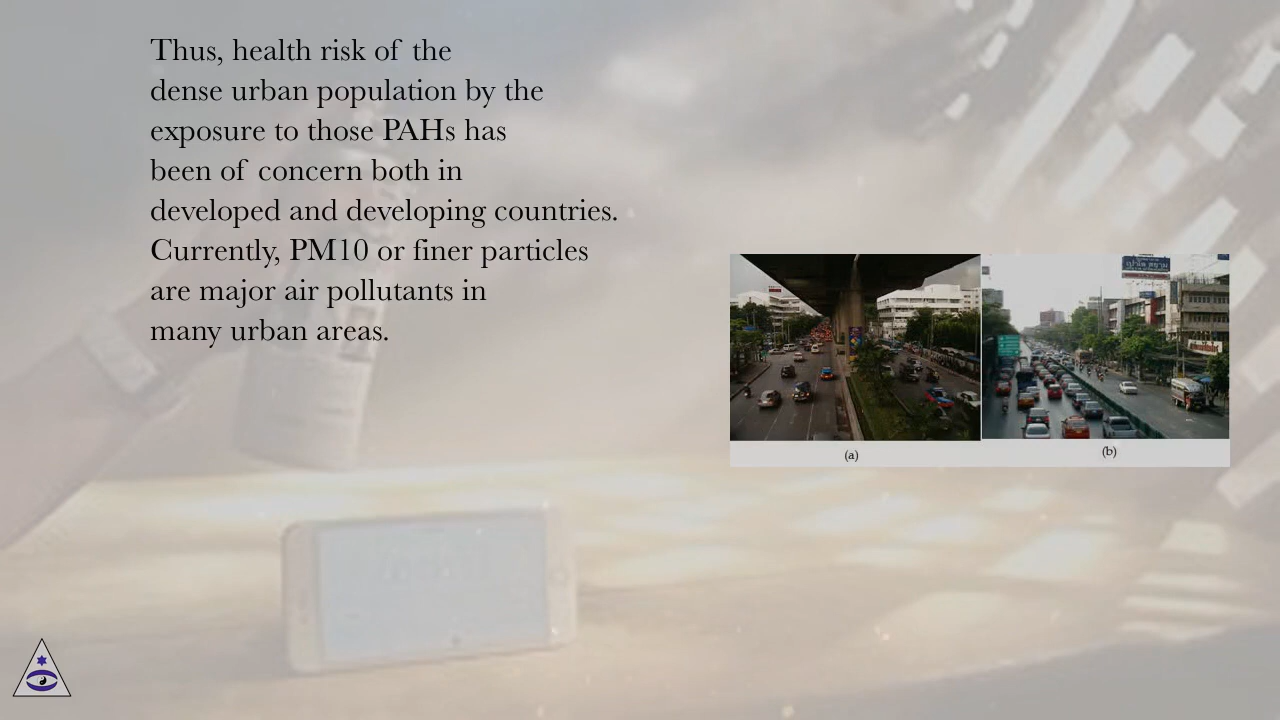 Thus, health risk of the
dense urban population by the
exposure to those PAHs has
been of concern both in
developed and developing countries.
Currently, PM10 or finer particles
are major air pollutants in
many urban areas.
(a)
(b)